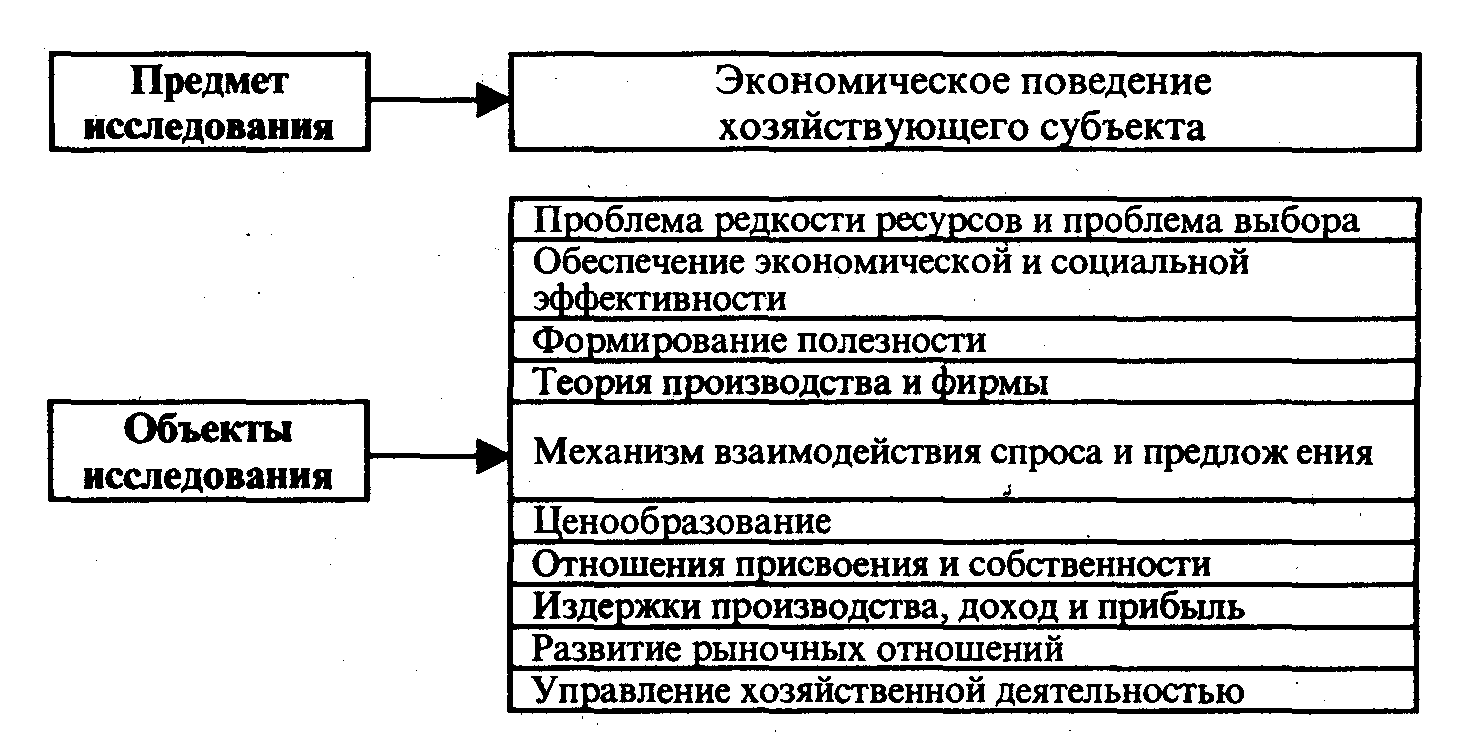 Предмет
исследования
Экономическое поведение
хозяйствующего субъекта
Объекты
исследования
Проблема редкости ресурсов и проблема выбора
Обеспечение экономической и социальной
эффективности
Формирование полезности
Теория производства и фирмы
Механизм взаимодействия спроса и предлож ения
Ценообразование
Отношения присвоения и собственности
Издержки производства, доход и прибыль
Развитие рыночных отношений
Управление хозяйственной деятельностью